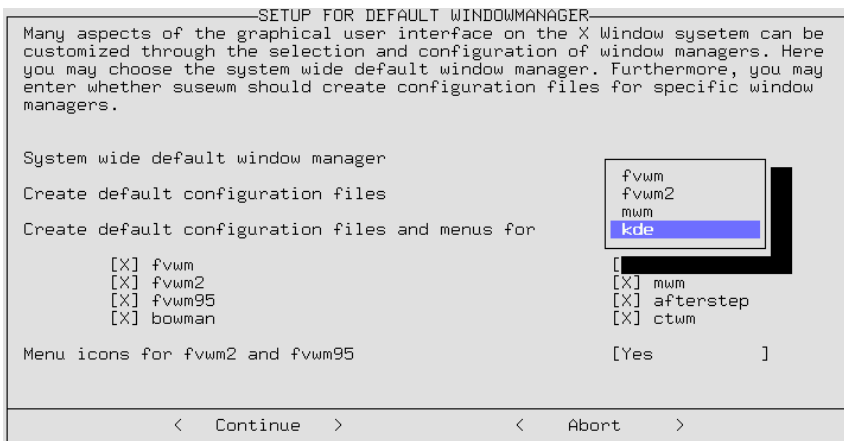 SETUP FOR DEFAULT WINDOWMANAGER
Many aspects of the graphical user interface on the X Window sysetem can be
customized through the selection and configuration of window managers. Here
you may choose the system wide default window manager. Furthermore, you may
enter whether susewm should create configuration files for specific window
managers.
System wide default window manager
fvwm
Create default configuration files
fvwm2
mwm
Create default configuration files and menus for
kde
[X] fvwm [
[X] fvwm2 [X] mwm
[X] fvwm95 [X] afterstep
[X] bowman [X] ctwm
Menu icons for fvwm2 and fvwm95 [Yes ]
< Continue > < Abort >